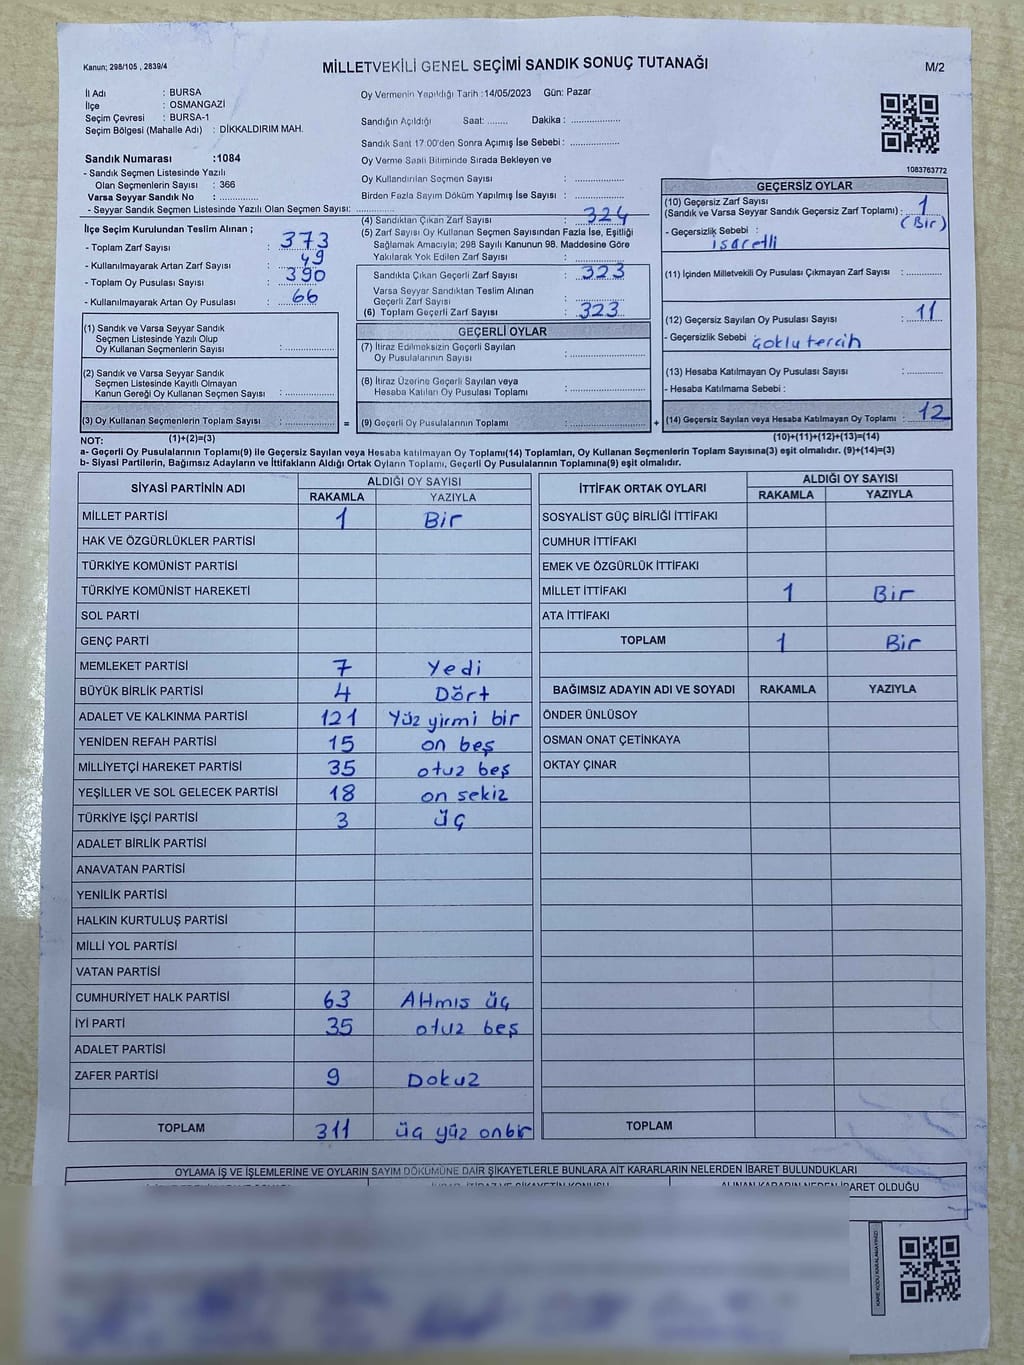 Kanun; 298/105 , 2839/4
MİLLETVEKİLİ GENEL SEÇİMİ SANDIK SONUÇ TUTANAĞI
M/2
İl Adı : BURSA
İlçe : OSMANGAZİ
Seçim Çevresi : BURSA-1
Seçim Bölgesi (Mahalle Adı) : DİKKALDIRIM MAH.
Sandık Numarası :1084
- Sandık Seçmen Listesinde Yazılı
Olan Seçmenlerin Sayısı : 366
Varsa Seyyar Sandık No : ..............
- Seyyar Sandık Seçmen Listesinde Yazılı Olan Seçmen Sayısı: ..............
İlçe Seçim Kurulundan Teslim Alınan ;
- Toplam Zarf Sayısı : 373
- Kullanılmayarak Artan Zarf Sayısı : 49
- Toplam Oy Pusulası Sayısı : 390
- Kullanılmayarak Artan Oy Pusulası : 66
Oy Vermenin Yapıldığı Tarih :14/05/2023 Gün: Pazar
Sandığın Açıldığı Saat: ....... Dakika : ..............
Sandık Saat 17.00'den Sonra Açımış İse Sebebi : ..............
Oy Verme Saati Bitiminde Sırada Bekleyen ve
Oy Kullandırılan Seçmen Sayısı : ..............
Birden Fazla Sayım Döküm Yapılmış İse Sayısı : ..............
(4) Sandıktan Çıkan Zarf Sayısı : 324
(5) Zarf Sayısı Oy Kullanan Seçmen Sayısından Fazla İse, Eşitliği
Sağlamak Amacıyla; 298 Sayılı Kanunun 98. Maddesine Göre
Yakılarak Yok Edilen Zarf Sayısı : ..............
Sandıkta Çıkan Geçerli Zarf Sayısı : 323
Varsa Seyyar Sandıktan Teslim Alınan
Geçerli Zarf Sayısı : ..............
(6) Toplam Geçerli Zarf Sayısı : 323
1083763772
GEÇERSİZ OYLAR
(10) Geçersiz Zarf Sayısı
(Sandık ve Varsa Seyyar Sandık Geçersiz Zarf Toplamı) : 1
(Bir)
- Geçersizlik Sebebi :
işaretli
(11) İçinden Milletvekili Oy Pusulası Çıkmayan Zarf Sayısı : ..............
(12) Geçersiz Sayılan Oy Pusulası Sayısı : 11
- Geçersizlik Sebebi Çoklu tercih
(13) Hesaba Katılmayan Oy Pusulası Sayısı : ..............
- Hesaba Katılmama Sebebi :
(14) Geçersiz Sayılan veya Hesaba Katılmayan Oy Toplamı : 12
(10)+(11)+(12)+(13)=(14)
(1) Sandık ve Varsa Seyyar Sandık
Seçmen Listesinde Yazılı Olup
Oy Kullanan Seçmenlerin Sayısı : ..............
(2) Sandık ve Varsa Seyyar Sandık
Seçmen Listesinde Kayıtlı Olmayan
Kanun Gereği Oy Kullanan Seçmen Sayısı : ..............
(3) Oy Kullanan Seçmenlerin Toplam Sayısı : .............. =
GEÇERLİ OYLAR
(7) İtiraz Edilmeksizin Geçerli Sayılan
Oy Pusulalarının Sayısı : ..............
(8) İtiraz Üzerine Geçerli Sayılan veya
Hesaba Katılan Oy Pusulaları Toplamı : ..............
(9) Geçerli Oy Pusulalarının Toplamı : .............. +
NOT: (1)+(2)=(3)
a- Geçerli Oy Pusulalarının Toplamı(9) ile Geçersiz Sayılan veya Hesaba katılmayan Oy Toplamı(14) Toplamları, Oy Kullanan Seçmenlerin Toplam Sayısına(3) eşit olmalıdır. (9)+(14)=(3)
b- Siyasi Partilerin, Bağımsız Adayların ve İttifakların Aldığı Ortak Oyların Toplamı, Geçerli Oy Pusulalarının Toplamına(9) eşit olmalıdır.
SİYASİ PARTİNİN ADI ALDIĞI OY SAYISI
RAKAMLA YAZIYLA
MİLLET PARTİSİ 1 Bir
HAK VE ÖZGÜRLÜKLER PARTİSİ
TÜRKİYE KOMÜNİST PARTİSİ
TÜRKİYE KOMÜNİST HAREKETİ
SOL PARTİ
GENÇ PARTİ
MEMLEKET PARTİSİ 7 Yedi
BÜYÜK BİRLİK PARTİSİ 4 Dört
ADALET VE KALKINMA PARTİSİ 121 Yüz yirmi bir
YENİDEN REFAH PARTİSİ 15 on beş
MİLLİYETÇİ HAREKET PARTİSİ 35 otuz beş
YEŞİLLER VE SOL GELECEK PARTİSİ 18 on sekiz
TÜRKİYE İŞÇİ PARTİSİ 3 üç
ADALET BİRLİK PARTİSİ
ANAVATAN PARTİSİ
YENİLİK PARTİSİ
HALKIN KURTULUŞ PARTİSİ
MİLLİ YOL PARTİSİ
VATAN PARTİSİ
CUMHURİYET HALK PARTİSİ 63 Altmış üç
İYİ PARTİ 35 otuz beş
ADALET PARTİSİ
ZAFER PARTİSİ 9 Dokuz
TOPLAM 311 üç yüz onbir
İTTİFAK ORTAK OYLARI ALDIĞI OY SAYISI
RAKAMLA YAZIYLA
SOSYALİST GÜÇ BİRLİĞİ İTTİFAKI
CUMHUR İTTİFAKI
EMEK VE ÖZGÜRLÜK İTTİFAKI
MİLLET İTTİFAKI 1 Bir
ATA İTTİFAKI
TOPLAM 1 Bir
BAĞIMSIZ ADAYIN ADI VE SOYADI RAKAMLA YAZIYLA
ÖNDER ÜNLÜSOY
OSMAN ONAT ÇETİNKAYA
OKTAY ÇINAR
TOPLAM
OYLAMA İŞ VE İŞLEMLERİNE VE OYLARIN SAYIM DÖKÜMÜNE DAİR ŞİKAYETLERLE BUNLARA AİT KARARLARIN NELERDEN İBARET BULUNDUKLARI
ALINAN KARARIN NEDEN İBARET OLDUĞU
KARE KODU KARALAMAYINIZ!